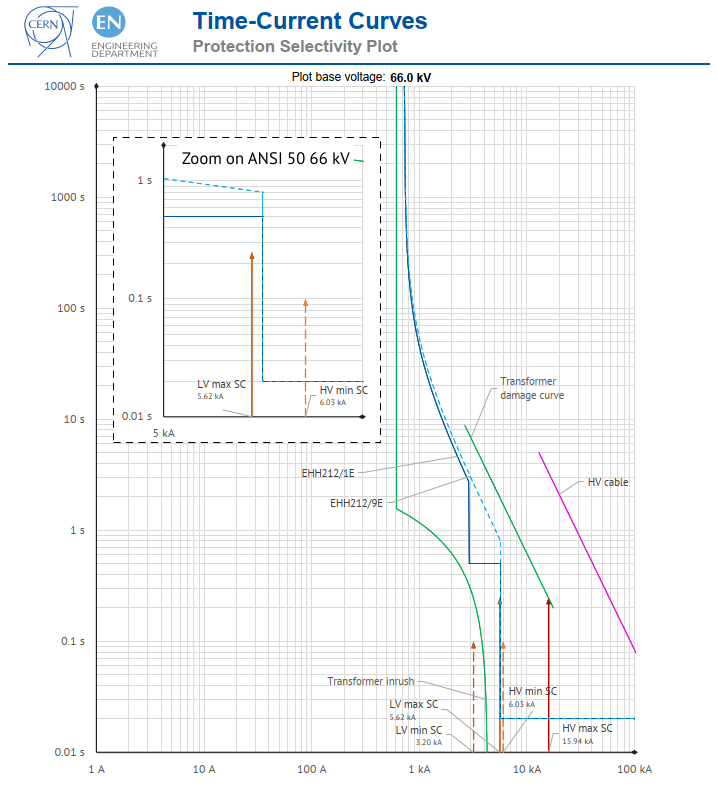 CERN
EN
ENGINEERING
DEPARTMENT
Time-Current Curves
Protection Selectivity Plot
Plot base voltage: 66.0 kV
10000 s
1000 s
100 s
10 s
1 s
0.1 s
0.01 s
1 A
10 A
100 A
1 kA
10 kA
100 kA
Zoom on ANSI 50 66 kV
1 s
0.1 s
0.01 s
5 kA
LV max SC
5.62 kA
HV min SC
6.03 kA
Transformer
damage curve
EHH212/1E
HV cable
EHH212/9E
Transformer inrush
HV min SC
6.03 kA
LV max SC
5.62 kA
LV min SC
3.20 kA
HV max SC
15.94 kA